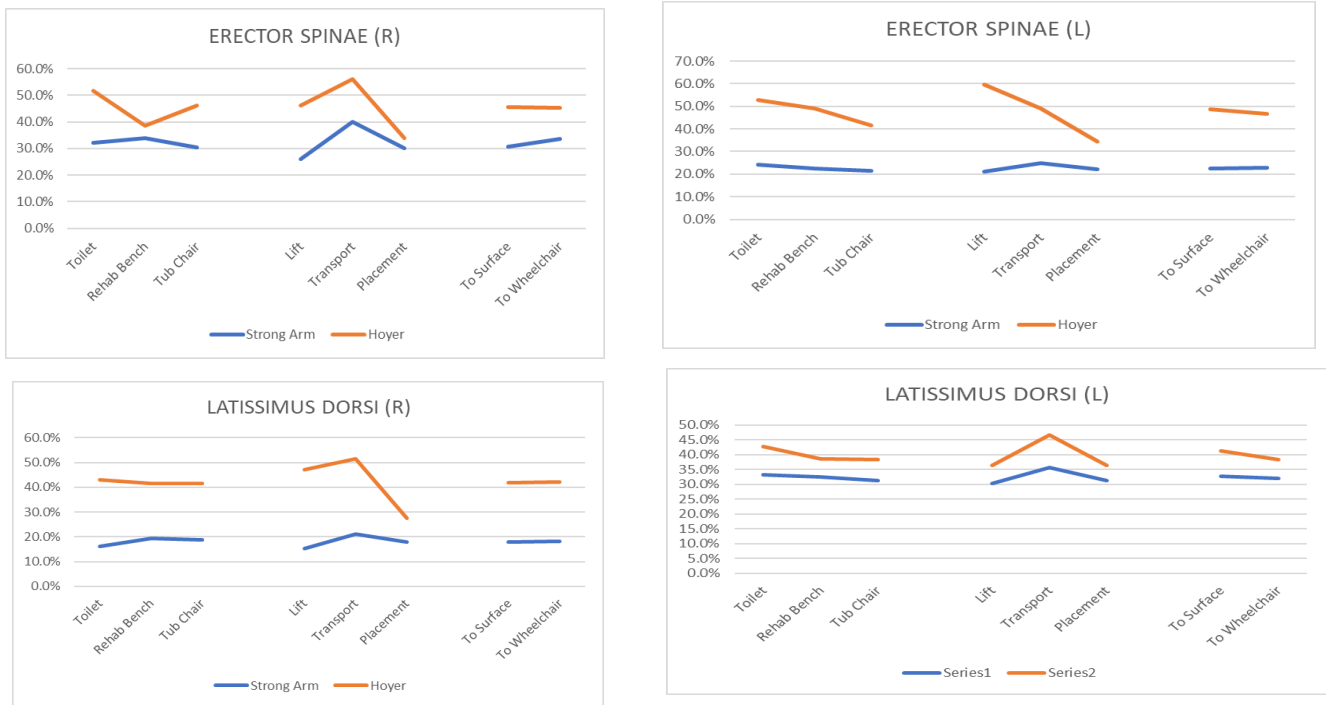 ERECTOR SPINAE (R)
60.0%
50.0%
40.0%
30.0%
20.0%
10.0%
0.0%
Toilet
Rehab Bench
Tub Chair
Lift
Transport
Placement
To Surface
To Wheelchair
Strong Arm Hoyer
ERECTOR SPINAE (L)
70.0%
60.0%
50.0%
40.0%
30.0%
20.0%
10.0%
0.0%
Toilet
Rehab Bench
Tub Chair
Lift
Transport
Placement
To Surface
To Wheelchair
Strong Arm Hoyer
LATISSIMUS DORSI (R)
60.0%
50.0%
40.0%
30.0%
20.0%
10.0%
0.0%
Toilet
Rehab Bench
Tub Chair
Lift
Transport
Placement
To Surface
To Wheelchair
Strong Arm Hoyer
LATISSIMUS DORSI (L)
50.0%
45.0%
40.0%
35.0%
30.0%
25.0%
20.0%
15.0%
10.0%
5.0%
0.0%
Toilet
Rehab Bench
Tub Chair
Lift
Transport
Placement
To Surface
To Wheelchair
Series1 Series2